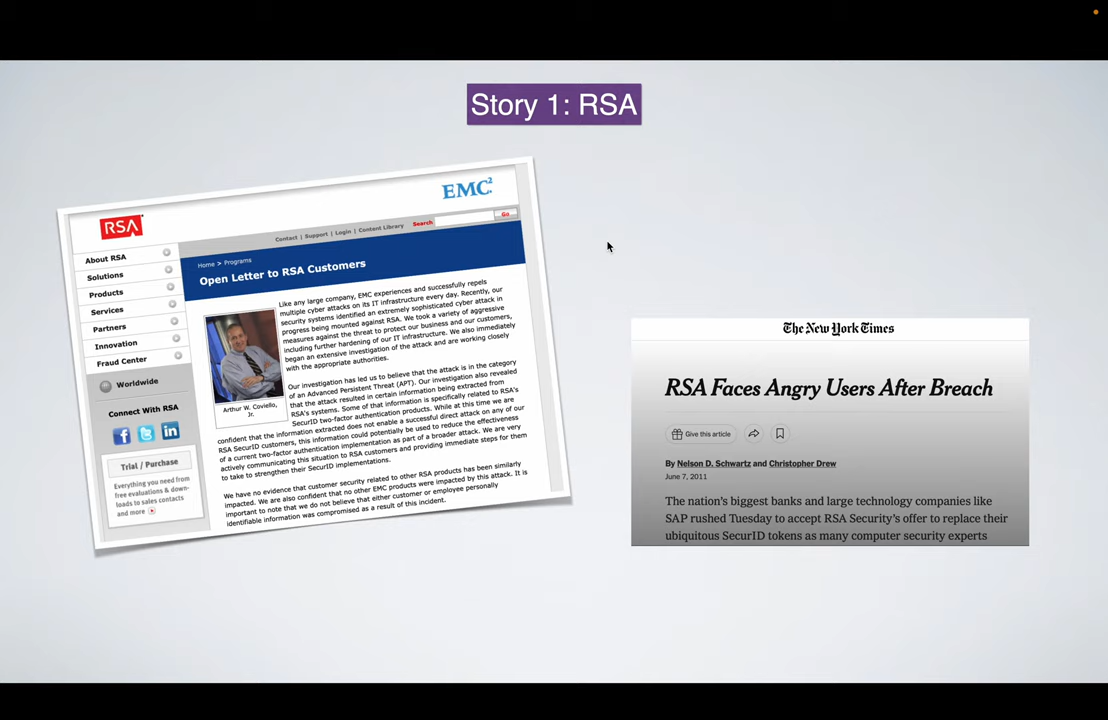 Story 1: RSA
EMC²
RSA
Contact | Support | Login | Content Library
Search
Go
About RSA
Solutions
Products
Services
Partners
Innovation
Fraud Center
Worldwide
Connect With RSA
Trial / Purchase
Everything you need from
free evaluations & down-
loads to sales contacts
and more
Home > Programs
Open Letter to RSA Customers
Like any large company, EMC experiences and successfully repels
multiple cyber attacks on its IT infrastructure every day. Recently, our
security systems identified an extremely sophisticated cyber attack in
progress being mounted against RSA. We took a variety of aggressive
measures against the threat to protect our business and our customers,
including further hardening of our IT infrastructure. We also immediately
began an extensive investigation of the attack and are working closely
with the appropriate authorities.
Our investigation has led us to believe that the attack is in the category
of an Advanced Persistent Threat (APT). Our investigation also revealed
that the attack resulted in certain information being extracted from
RSA's systems. Some of that information is specifically related to RSA's
SecurID two-factor authentication products. While at this time we are
confident that the information extracted does not enable a successful direct attack on any of our
RSA SecurID customers, this information could potentially be used to reduce the effectiveness
of a current two-factor authentication implementation as part of a broader attack. We are very
actively communicating this situation to RSA customers and providing immediate steps for them
to take to strengthen their SecurID implementations.
We have no evidence that customer security related to other RSA products has been similarly
impacted. We are also confident that no other EMC products were impacted by this attack. It is
important to note that we do not believe that either customer or employee personally
identifiable information was compromised as a result of this incident.
Arthur W. Coviello,
Jr.
The New York Times
RSA Faces Angry Users After Breach
Give this article
By Nelson D. Schwartz and Christopher Drew
June 7, 2011
The nation's biggest banks and large technology companies like
SAP rushed Tuesday to accept RSA Security's offer to replace their
ubiquitous SecurID tokens as many computer security experts